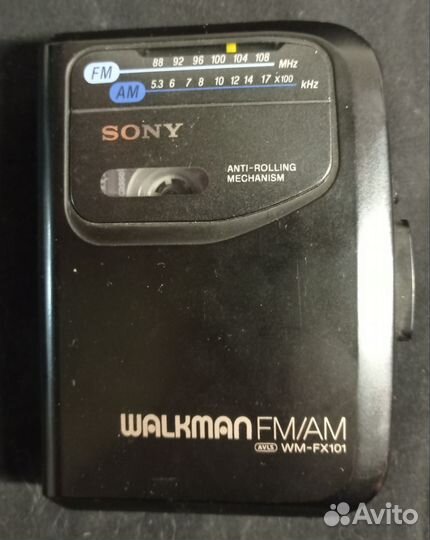 88 92 96 100 104 108 MHz
FM
AM
5.3 6 7 8 10 12 14 17 x100 kHz
SONY
ANTI-ROLLING
MECHANISM
WALKMAN FM/AM
AVLS WM-FX101
Avito